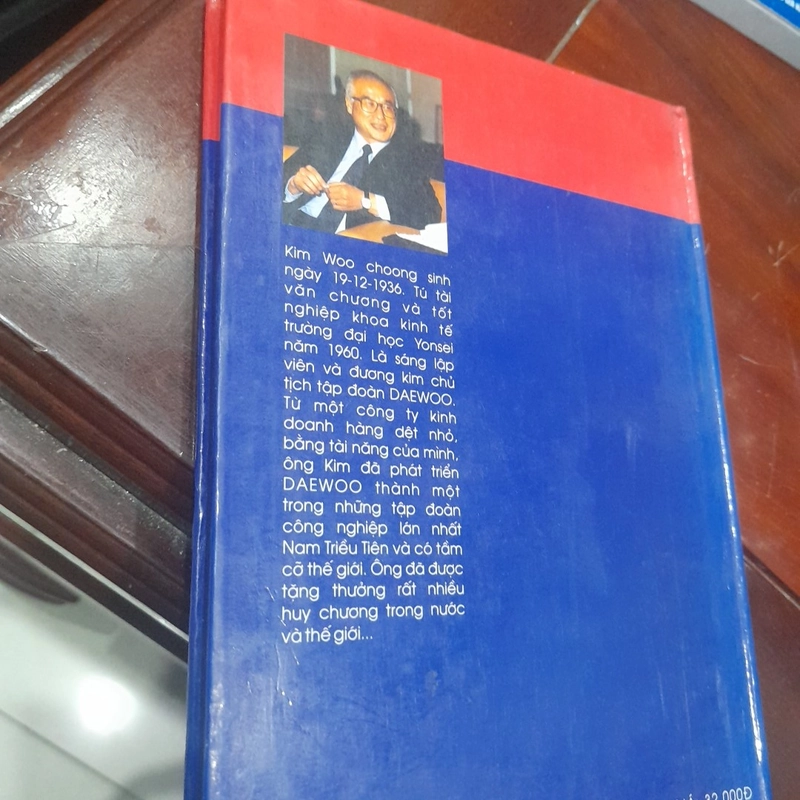 Kim Woo choong sinh
ngày 19-12-1936. Tú tài
văn chương và tốt
nghiệp khoa kinh tế
trường đại học Yonsei
năm 1960. Là sáng lập
viên và đương kim chủ
tịch tập đoàn DAEWOO.
Từ một công ty kinh
doanh hàng dệt nhỏ,
bằng tài năng của mình,
ông Kim đã phát triển
DAEWOO thành một
trong những tập đoàn
công nghiệp lớn nhất
Nam Triều Tiên và có tầm
cỡ thế giới. Ông đã được
tặng thưởng rất nhiều
huy chương trong nước
và thế giới...
32.000Đ